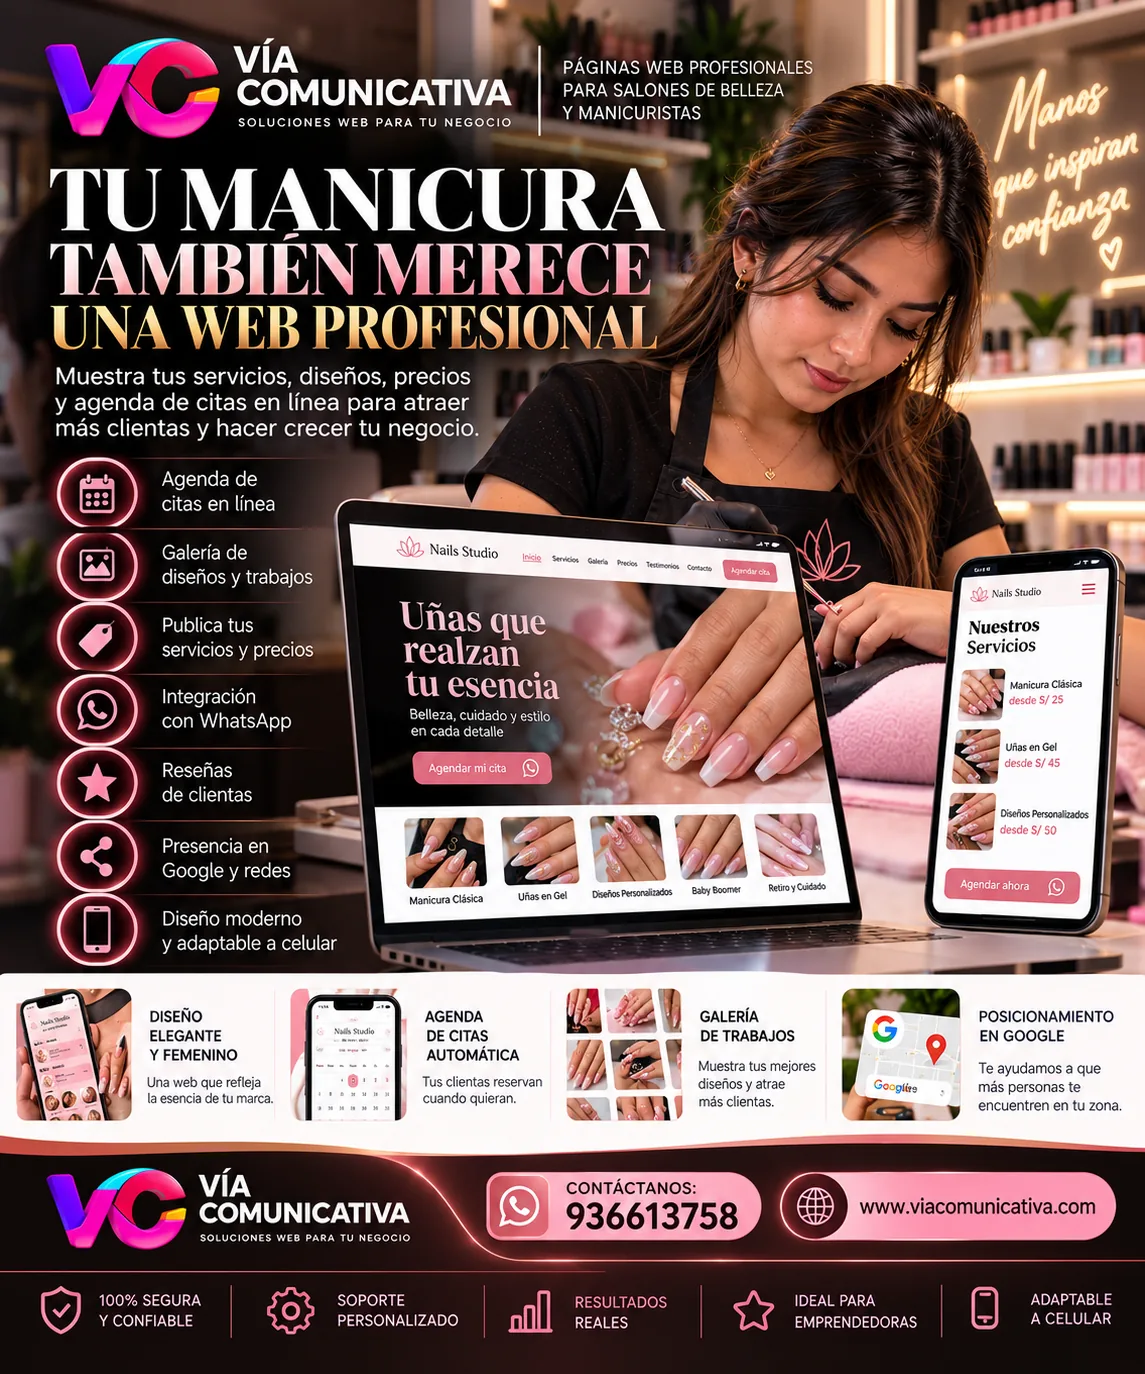 VC
VÍA
COMUNICATIVA
SOLUCIONES WEB PARA TU NEGOCIO
PÁGINAS WEB PROFESIONALES
PARA SALONES DE BELLEZA
Y MANICURISTAS
Manos
que inspiran
confianza
TU MANICURA
TAMBIÉN MERECE
UNA WEB PROFESIONAL
Muestra tus servicios, diseños, precios
y agenda de citas en línea para atraer
más clientas y hacer crecer tu negocio.
Agenda de
citas en línea
Galería de
diseños y trabajos
Publica tus
servicios y precios
Integración
con WhatsApp
Reseñas
de clientas
Presencia en
Google y redes
Diseño moderno
y adaptable a celular
Nails Studio
Inicio Servicios Galería Precios Testimonios Contacto Agendar cita
Uñas que
realzan
tu esencia
Belleza, cuidado y estilo
en cada detalle
Agendar mi cita
Manicura Clásica Uñas en Gel Diseños Personalizados Baby Boomer Retiro y Cuidado
Nails Studio
Nuestros
Servicios
Manicura Clásica
desde S/ 25
Uñas en Gel
desde S/ 45
Diseños Personalizados
desde S/ 50
Agendar ahora
Nails Studio
DISEÑO
ELEGANTE
Y FEMENINO
Una web que refleja
la esencia de tu marca.
Nails Studio
AGENDA
DE CITAS
AUTOMÁTICA
Tus clientas reservan
cuando quieran.
GALERÍA
DE TRABAJOS
Muestra tus mejores
diseños y atrae
más clientas.
G
POSICIONAMIENTO
EN GOOGLE
Te ayudamos a que
más personas te
encuentren en tu zona.
VC
VÍA
COMUNICATIVA
SOLUCIONES WEB PARA TU NEGOCIO
CONTÁCTANOS:
936613758
www.viacomunicativa.com
100% SEGURA
Y CONFIABLE
SOPORTE
PERSONALIZADO
RESULTADOS
REALES
IDEAL PARA
EMPRENDEDORAS
ADAPTABLE
A CELULAR